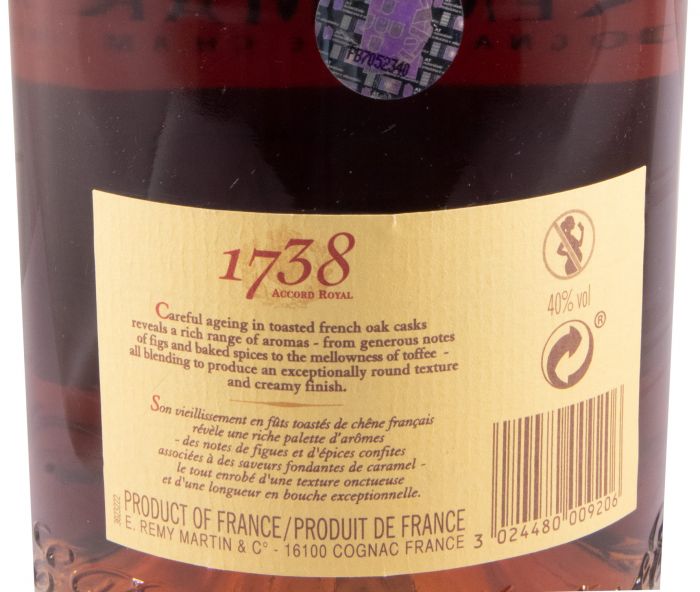 PB7052340
1738
ACCORD ROYAL
Careful ageing in toasted french oak casks
reveals a rich range of aromas - from generous notes
of figs and baked spices to the mellowness of toffee -
all blending to produce an exceptionally round texture
and creamy finish.
Son vieillissement en fûts toastés de chêne français
révèle une riche palette d'arômes
- des notes de figues et d'épices confites
associées à des saveurs fondantes de caramel -
le tout enrobé d'une texture onctueuse
et d'une longueur en bouche exceptionnelle.
PRODUCT OF FRANCE/PRODUIT DE FRANCE
E. REMY MARTIN & C° - 16100 COGNAC FRANCE
40% vol
®
3 024480 009206